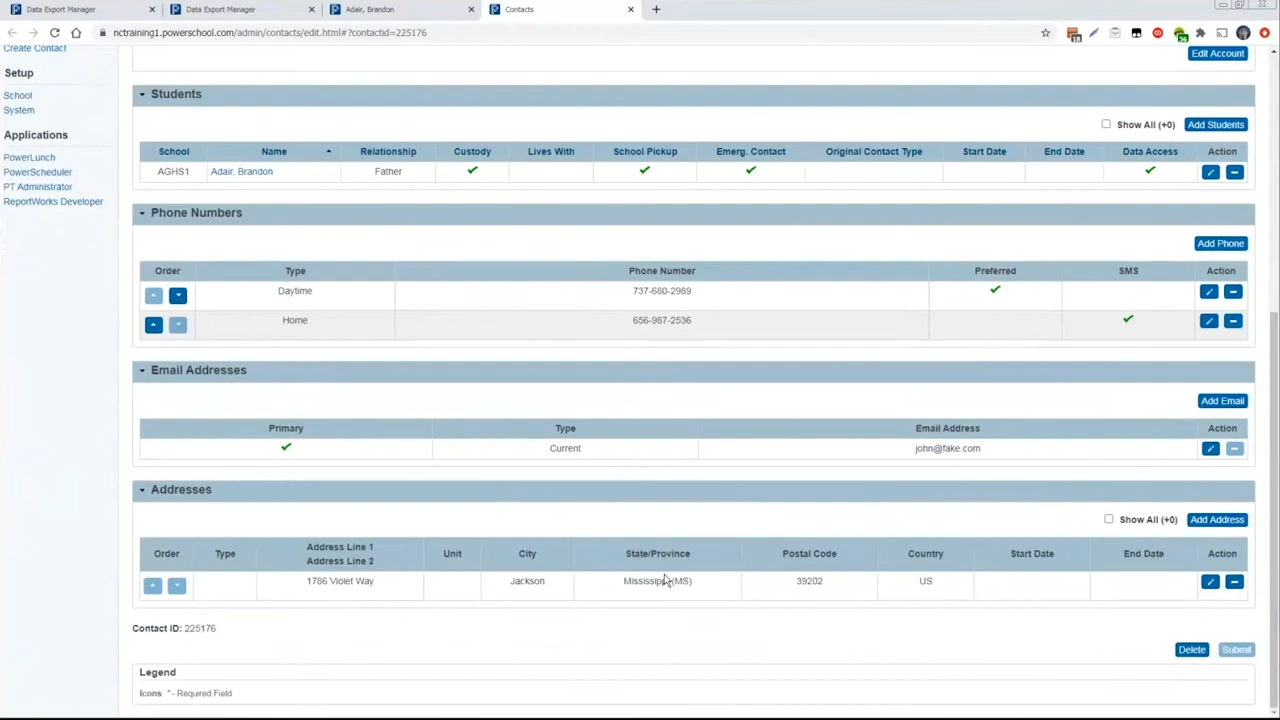 Data Export Manager
Data Export Manager
Adair, Brandon
Contacts
nctraining1.powerschool.com/admin/contacts/edit.html#?contactid=225176
Create Contact
Setup
School
System
Applications
PowerLunch
PowerScheduler
PT Administrator
ReportWorks Developer
Edit Account
Students
Show All (+0) Add Students
School Name Relationship Custody Lives With School Pickup Emerg. Contact Original Contact Type Start Date End Date Data Access Action
AGHS1 Adair, Brandon Father
Phone Numbers
Add Phone
Order Type Phone Number Preferred SMS Action
Daytime 737-680-2989
Home 656-987-2536
Email Addresses
Add Email
Primary Type Email Address Action
Current john@fake.com
Addresses
Show All (+0) Add Address
Order Type Address Line 1 Unit City State/Province Postal Code Country Start Date End Date Action
Address Line 2
1786 Violet Way Jackson Mississippi (MS) 39202 US
Contact ID: 225176
Delete Submit
Legend
Icons * - Required Field